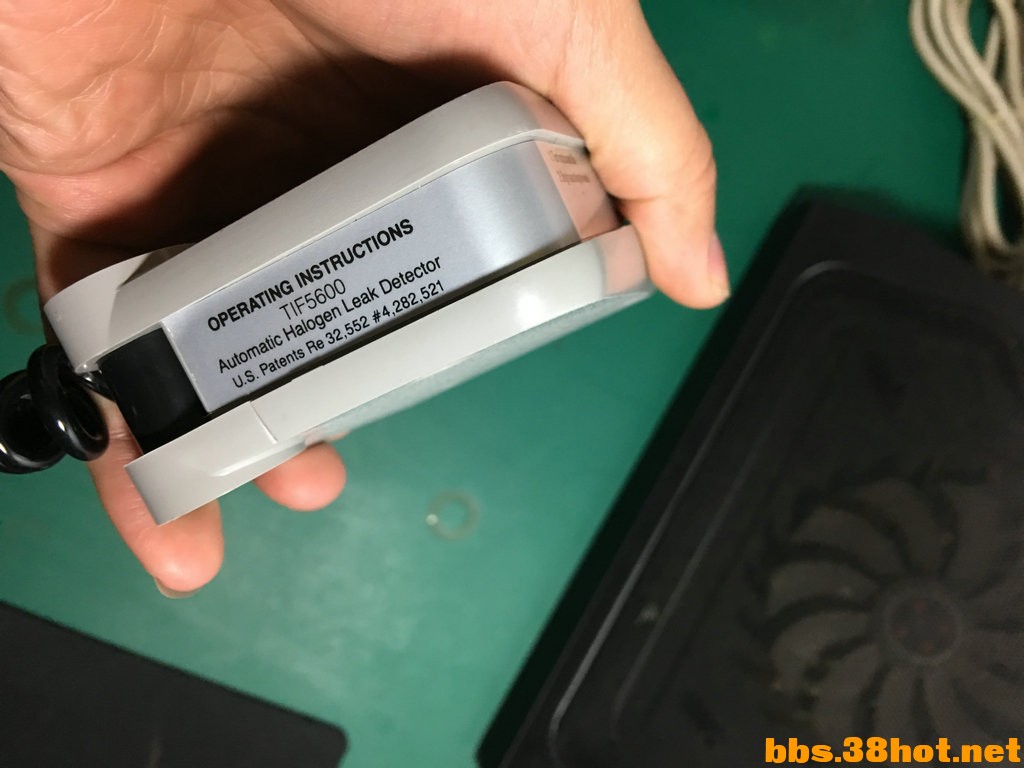 OPERATING INSTRUCTIONS
TIF5600
Automatic Halogen Leak Detector
U.S. Patents Re 32,552 #4,282,521
bbs.38hot.net